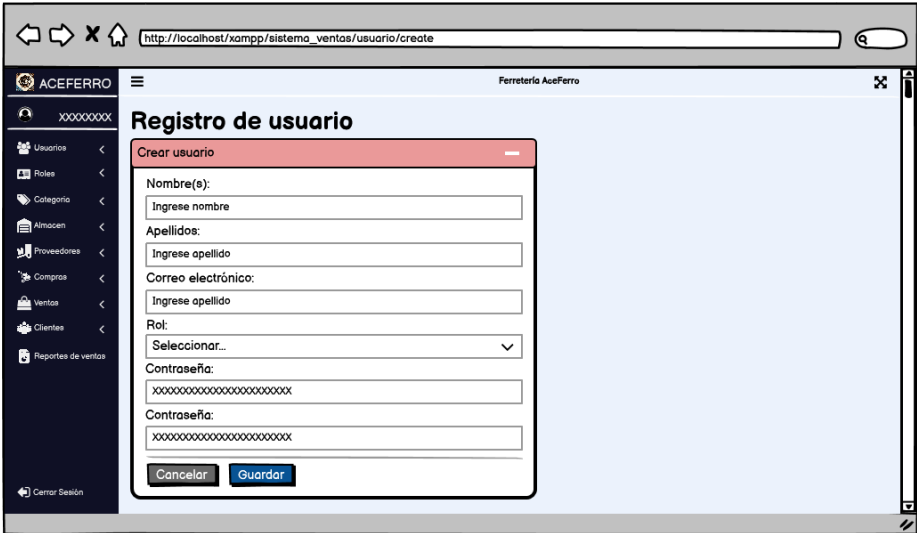 http://localhost/xampp/sistema_ventas/usuario/create
ACEFERRO
Ferretería AceFerro
XXXXXXXX
Usuarios
Roles
Categoria
Almacen
Proveedores
Compras
Ventas
Clientes
Reportes de ventas
Cerrar Sesión
Registro de usuario
Crear usuario
Nombre(s):
Ingrese nombre
Apellidos:
Ingrese apellido
Correo electrónico:
Ingrese apellido
Rol:
Seleccionar...
Contraseña:
XXXXXXXXXXXXXXXXXXXXXXX
Contraseña:
XXXXXXXXXXXXXXXXXXXXXXX
Cancelar Guardar